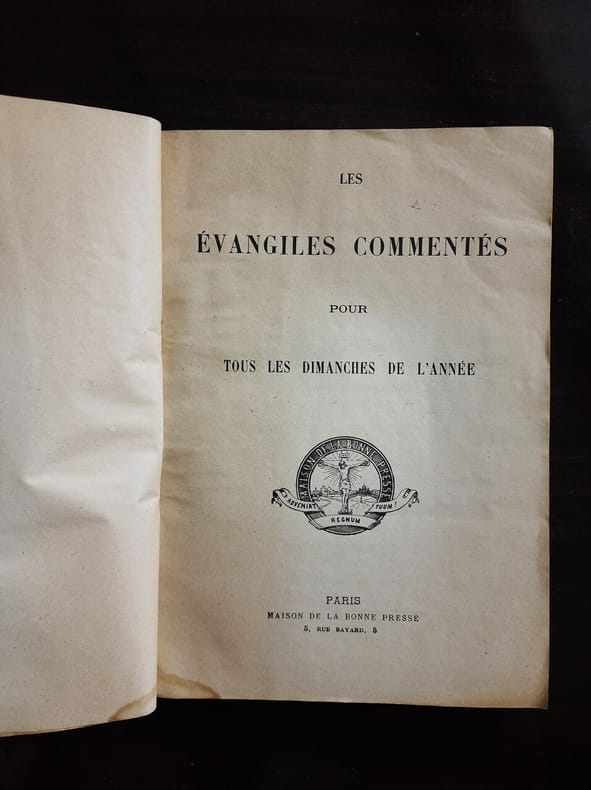 LES
ÉVANGILES COMMENTÉS
POUR
TOUS LES DIMANCHES DE L'ANNÉE
MAISON DE LA BONNE PRESSE
ADVENIAT REGNUM TUUM!
PARIS
MAISON DE LA BONNE PRESSE
5, RUE BAYARD, 5